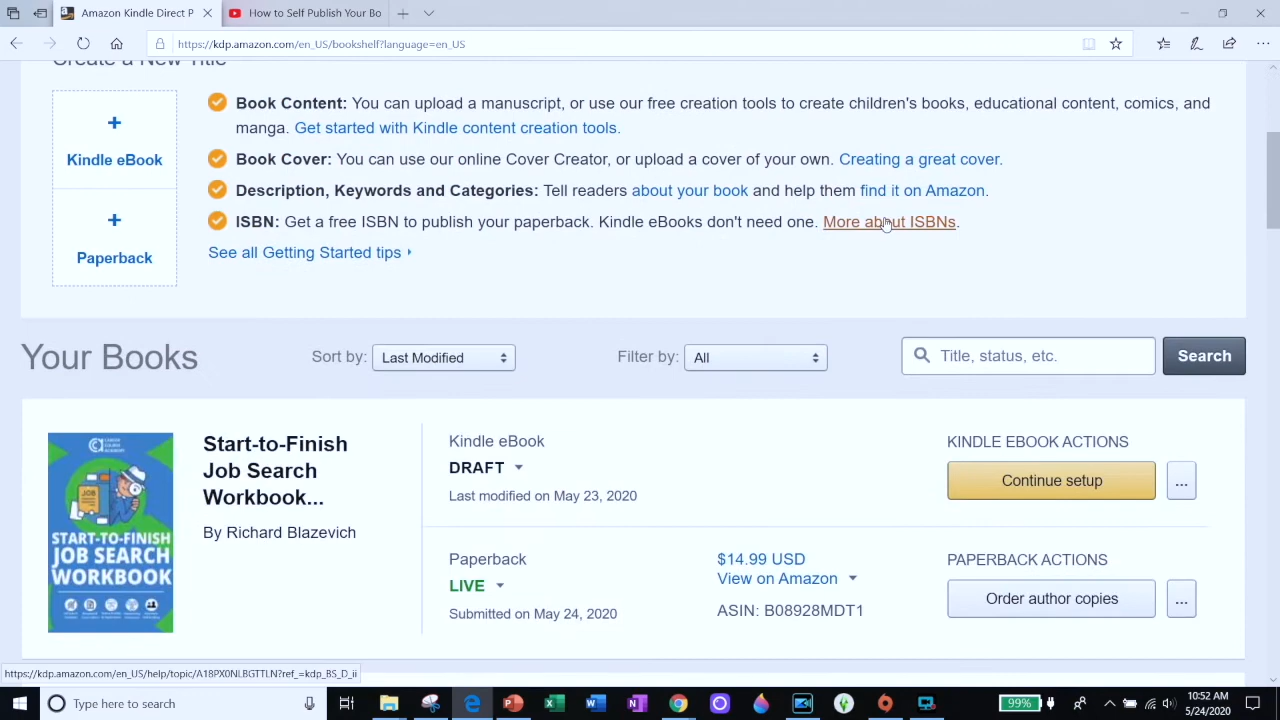 Amazon Kindle Direct P
How to Self Publish Your Bo
https://kdp.amazon.com/en_US/bookshelf?language=en_US
Create a New Title
+
Kindle eBook
+
Paperback
Book Content: You can upload a manuscript, or use our free creation tools to create children's books, educational content, comics, and
manga. Get started with Kindle content creation tools.
Book Cover: You can use our online Cover Creator, or upload a cover of your own. Creating a great cover.
Description, Keywords and Categories: Tell readers about your book and help them find it on Amazon.
ISBN: Get a free ISBN to publish your paperback. Kindle eBooks don't need one. More about ISBNs.
See all Getting Started tips
Your Books
Sort by: Last Modified
Filter by: All
Title, status, etc.
Search
START-TO-FINISH
JOB SEARCH
WORKBOOK
JOB
Start-to-Finish
Job Search
Workbook...
By Richard Blazevich
Kindle eBook
DRAFT
Last modified on May 23, 2020
KINDLE EBOOK ACTIONS
Continue setup
...
Paperback
LIVE
Submitted on May 24, 2020
$14.99 USD
View on Amazon
ASIN: B08928MDT1
PAPERBACK ACTIONS
Order author copies
...
https://kdp.amazon.com/en_US/help/topic/A18PX0NLBGTTLN?ref_=kdp_BS_D_ii
Type here to search
99%
10:52 AM
5/24/2020